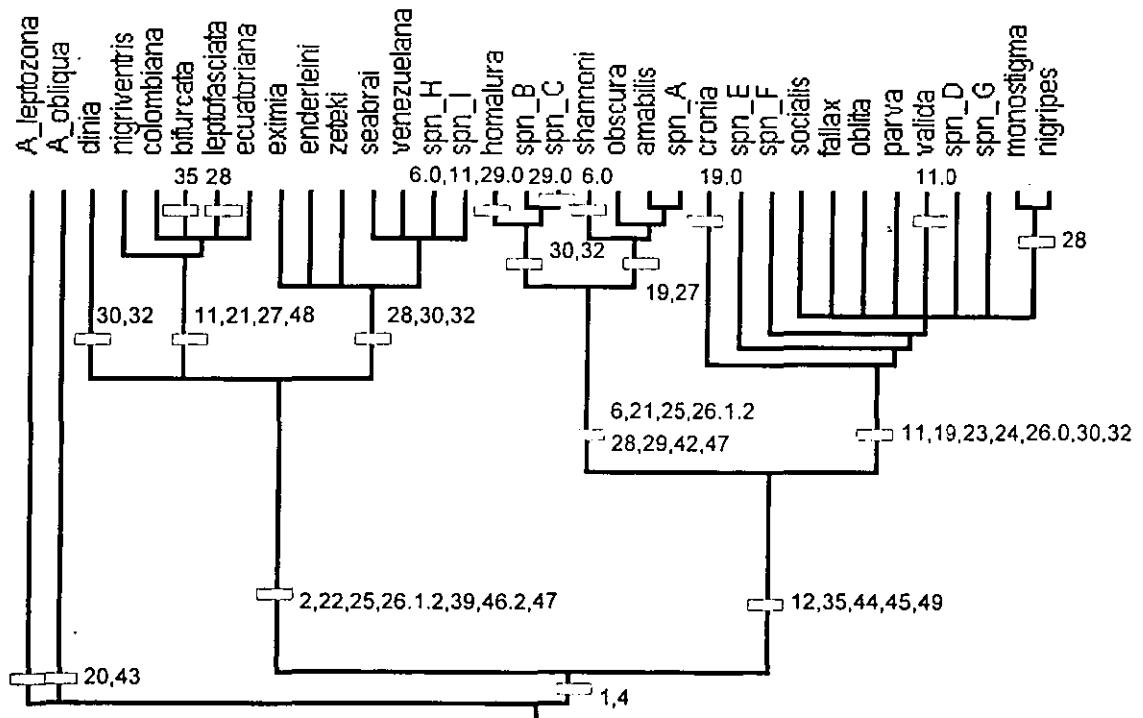 A_leptozona
A_obliqua
dinia
nigriventris
colombiana
bifurcata
leptofasciata
ecuatoriana
eximia
enderleini
zeteki
seabrai
venezuelana
spn_H
spn_I
homalura
spn_B
spn_C
shannoni
obscura
amabilis
spn_A
cronia
spn_E
spn_F
socialis
fallax
oblita
parva
valida
spn_D
spn_G
monostigma
nigripes
35 28 6.0,11,29.0 29.0 6.0 19.0 11.0
28
30,32
19,27
30,32 11,21,27,48 28,30,32
6,21,25,26.1.2
28,29,42,47
11,19,23,24,26.0,30,32
2,22,25,26.1.2,39,46.2,47 12,35,44,45,49
20,43
1,4